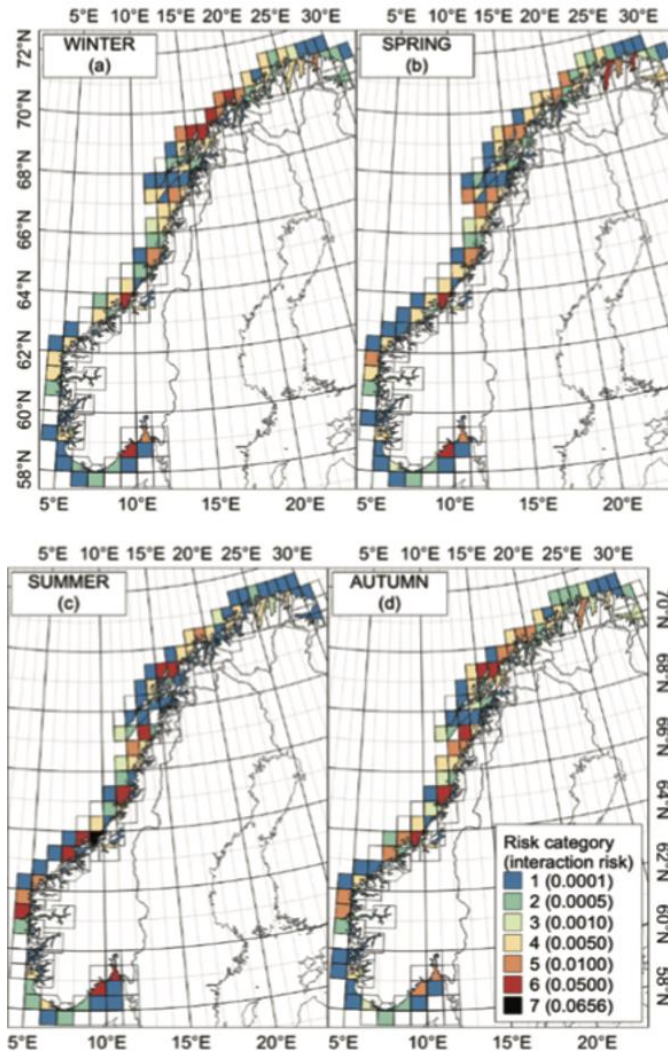 5°E 10°E 15°E 20°E 25°E 30°E 35°E 5°E 10°E 15°E 20°E 25°E 30°E
72°N
70°N
68°N
66°N
64°N
62°N
60°N
58°N
WINTER
(a)
SPRING
(b)
5°E 10°E 15°E 20°E 5°E 10°E 15°E 20°E
5°E 10°E 15°E 20°E 25°E 30°E 5°E 10°E 15°E 20°E 25°E 30°E
SUMMER
(c)
AUTUMN
(d)
70°N
68°N
66°N
64°N
62°N
60°N
58°N
Risk category
(interaction risk)
1 (0.0001)
2 (0.0005)
3 (0.0010)
4 (0.0050)
5 (0.0100)
6 (0.0500)
7 (0.0656)
5°E 10°E 15°E 20°E 5°E 10°E 15°E 20°E